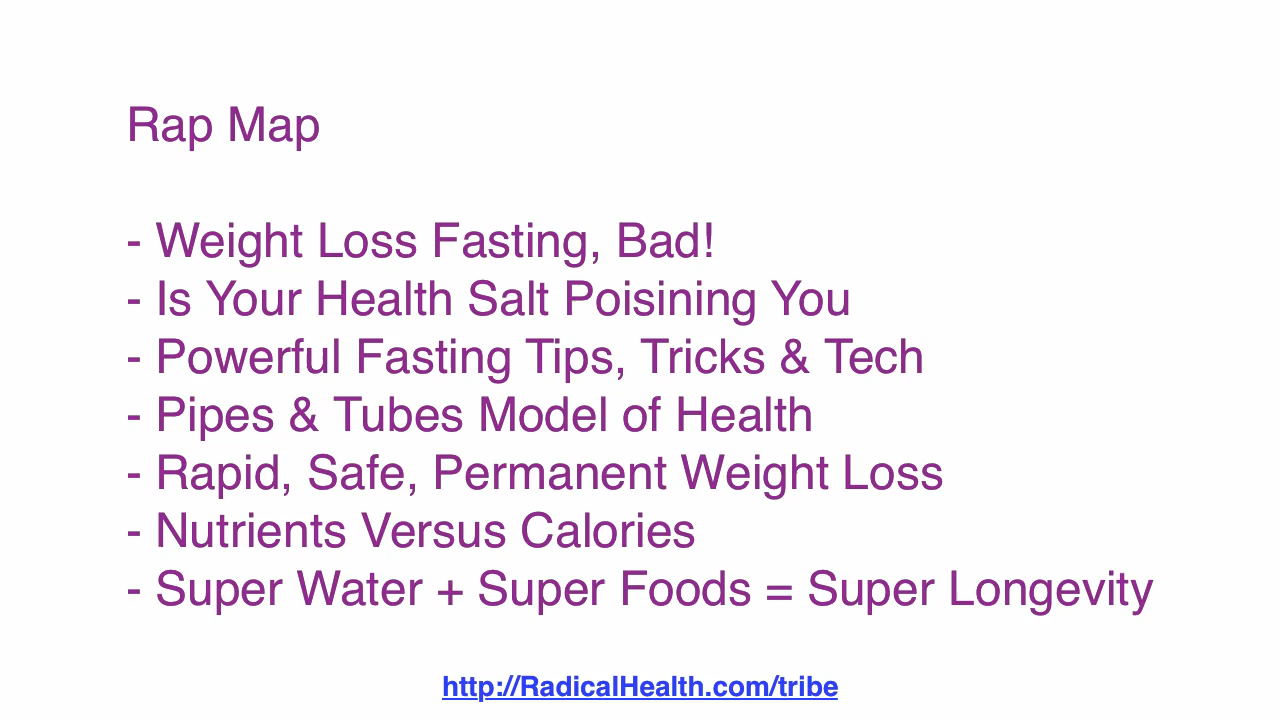 Rap Map
- Weight Loss Fasting, Bad!
- Is Your Health Salt Poisining You
- Powerful Fasting Tips, Tricks & Tech
- Pipes & Tubes Model of Health
- Rapid, Safe, Permanent Weight Loss
- Nutrients Versus Calories
- Super Water + Super Foods = Super Longevity
http://RadicalHealth.com/tribe